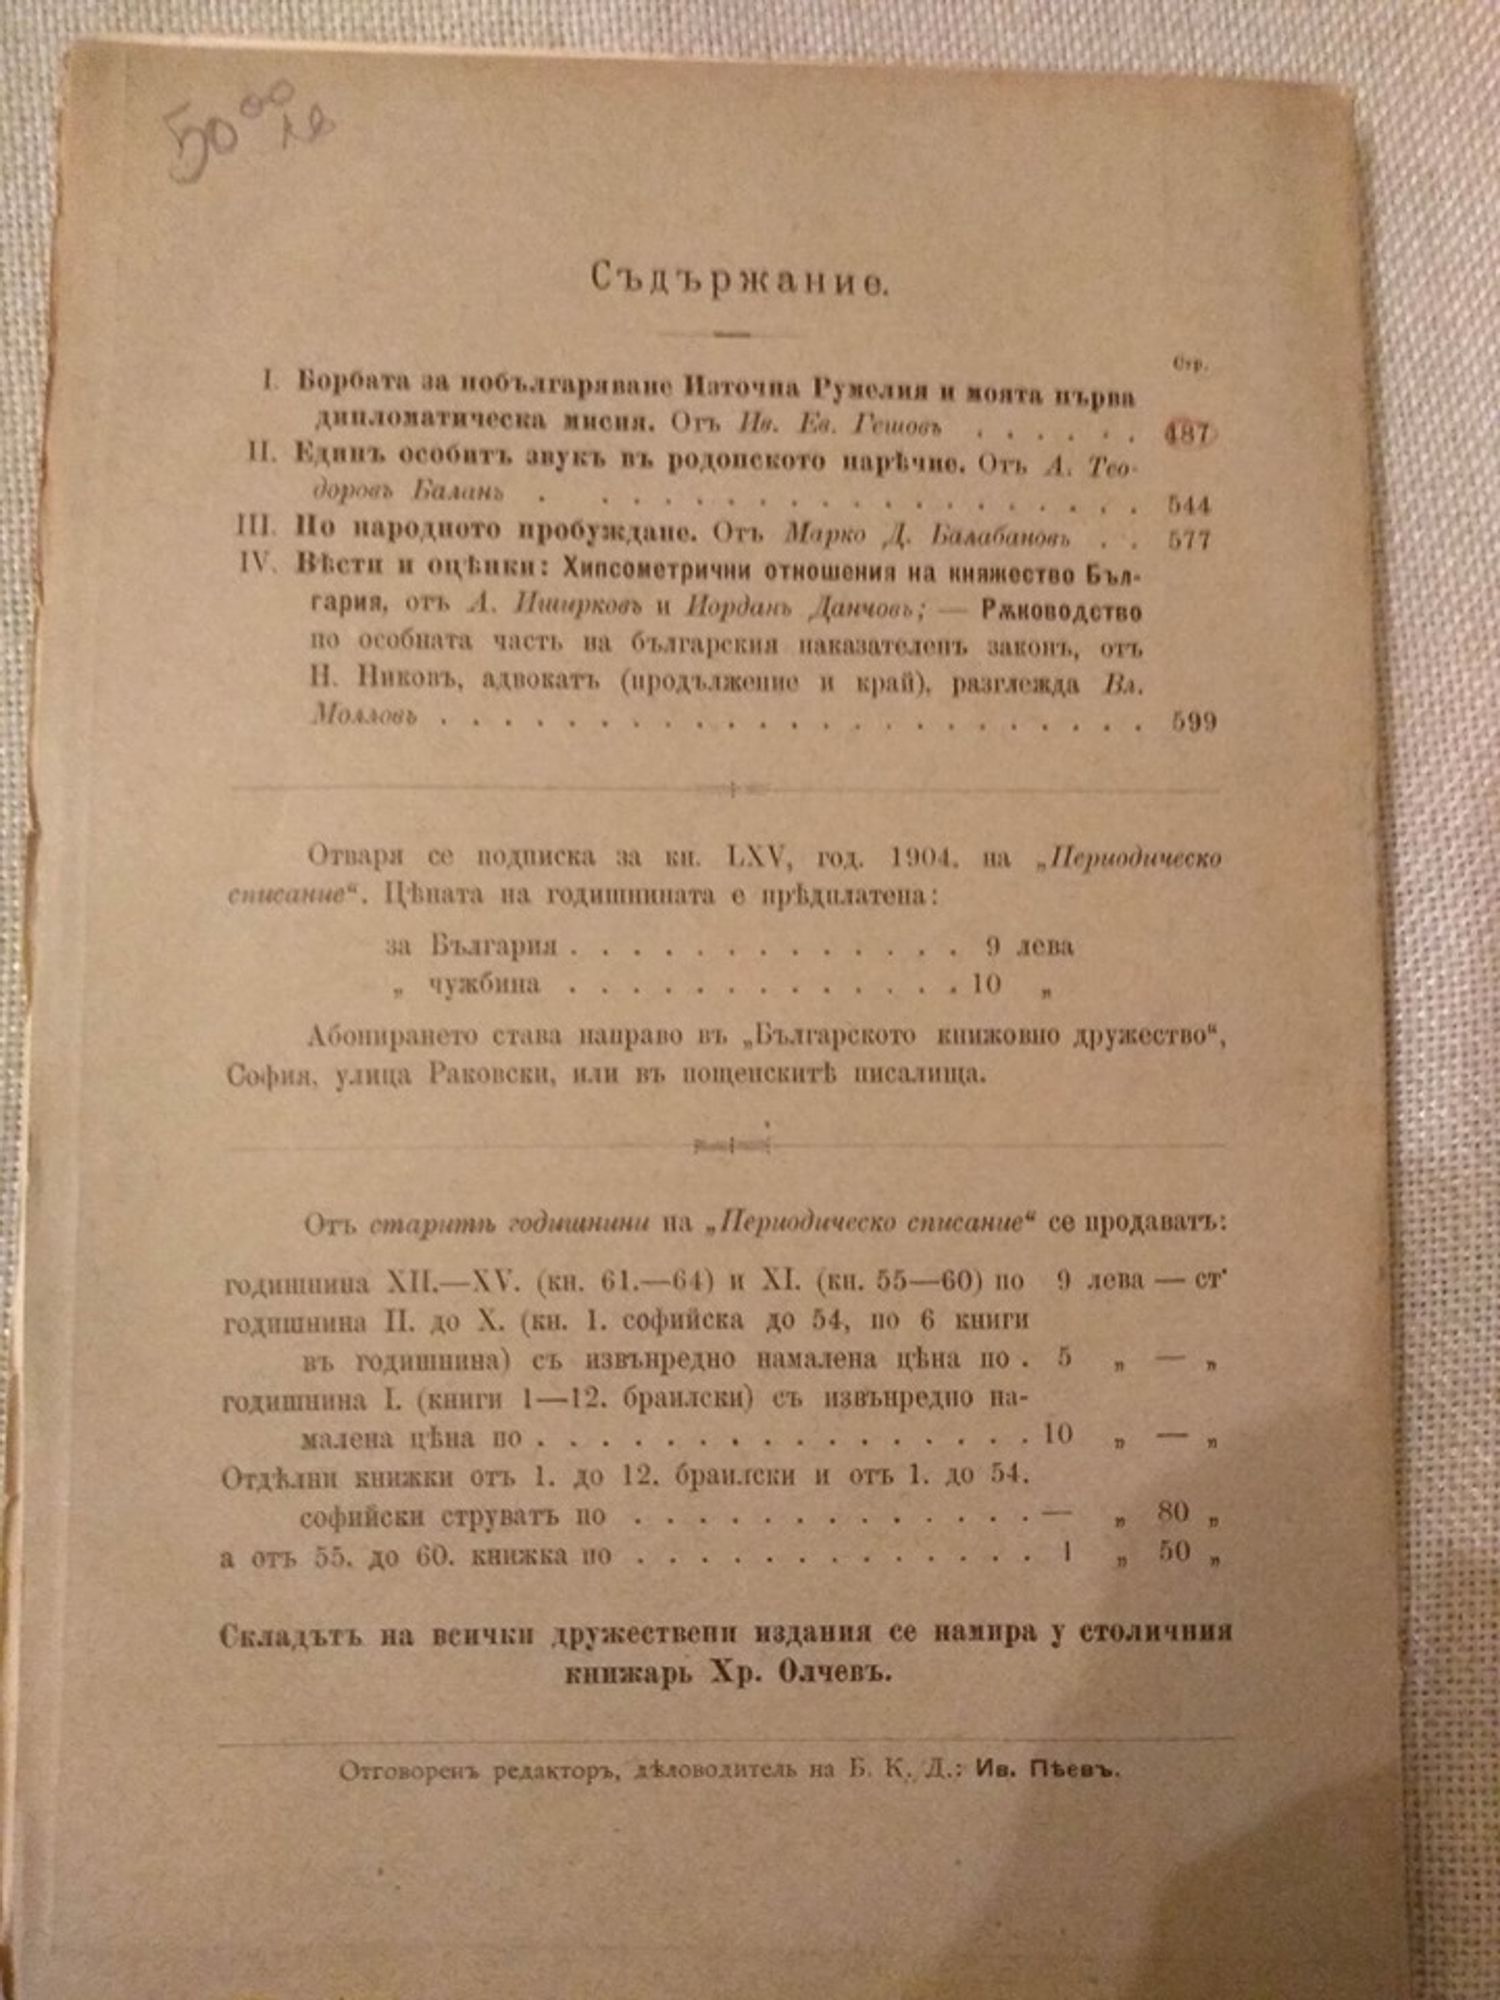 50 00 лв
Съдържание.
Стр.
I. Борбата за побългаряване Източна Румелия и моята първа
дипломатическа мисия. Отъ Ив. Ев. Гешовъ . . . . . . 487
II. Единъ особитъ звукъ въ родопското нарѣчие. Отъ А. Тео-
доровъ Баланъ . . . . . . . . . . . . . . . . . . 544
III. По народното пробуждане. Отъ Марко Д. Балабановъ . . 577
IV. Вѣсти и оцѣнки: Хипсометрични отношения на княжество Бъл-
гария, отъ А. Иширковъ и Йорданъ Данчовъ; — Рѫководство
по особната часть на българския наказателенъ законъ, отъ
Н. Никовъ, адвокатъ (продължение и край), разглежда Вл.
Молловъ . . . . . . . . . . . . . . . . . . . . . . . 599
Отваря се подписка за кн. LXV, год. 1904. на „Периодическо
списание“. Цѣната на годишнината е прѣдплатена:
за България . . . . . . . . . . . . . 9 лева
„ чужбина . . . . . . . . . . . . . 10 „
Абонирането става направо въ „Българското книжовно дружество“,
София, улица Раковски, или въ пощенскитѣ писалища.
Отъ старитѣ годишнини на „Периодическо списание“ се продаватъ:
годишнина XII.—XV. (кн. 61.—64) и XI. (кн. 55—60) по 9 лева — ст.
годишнина II. до X. (кн. 1. софийска до 54, по 6 книги
въ годишнина) съ извънредно намалена цѣна по . 5 „ — „
годишнина I. (книги 1—12. браилски) съ извънредно на-
малена цѣна по . . . . . . . . . . . . . . . . 10 „ — „
Отдѣлни книжки отъ 1. до 12. браилски и отъ 1. до 54.
софийски струватъ по . . . . . . . . . . . . . — „ 80 „
а отъ 55. до 60. книжка по . . . . . . . . . . . . . 1 „ 50 „
Складътъ на всички дружествени издания се намира у столичния
книжарь Хр. Олчевъ.
Отговоренъ редакторъ, дѣловодитель на Б. К. Д.: Ив. Пѣевъ.